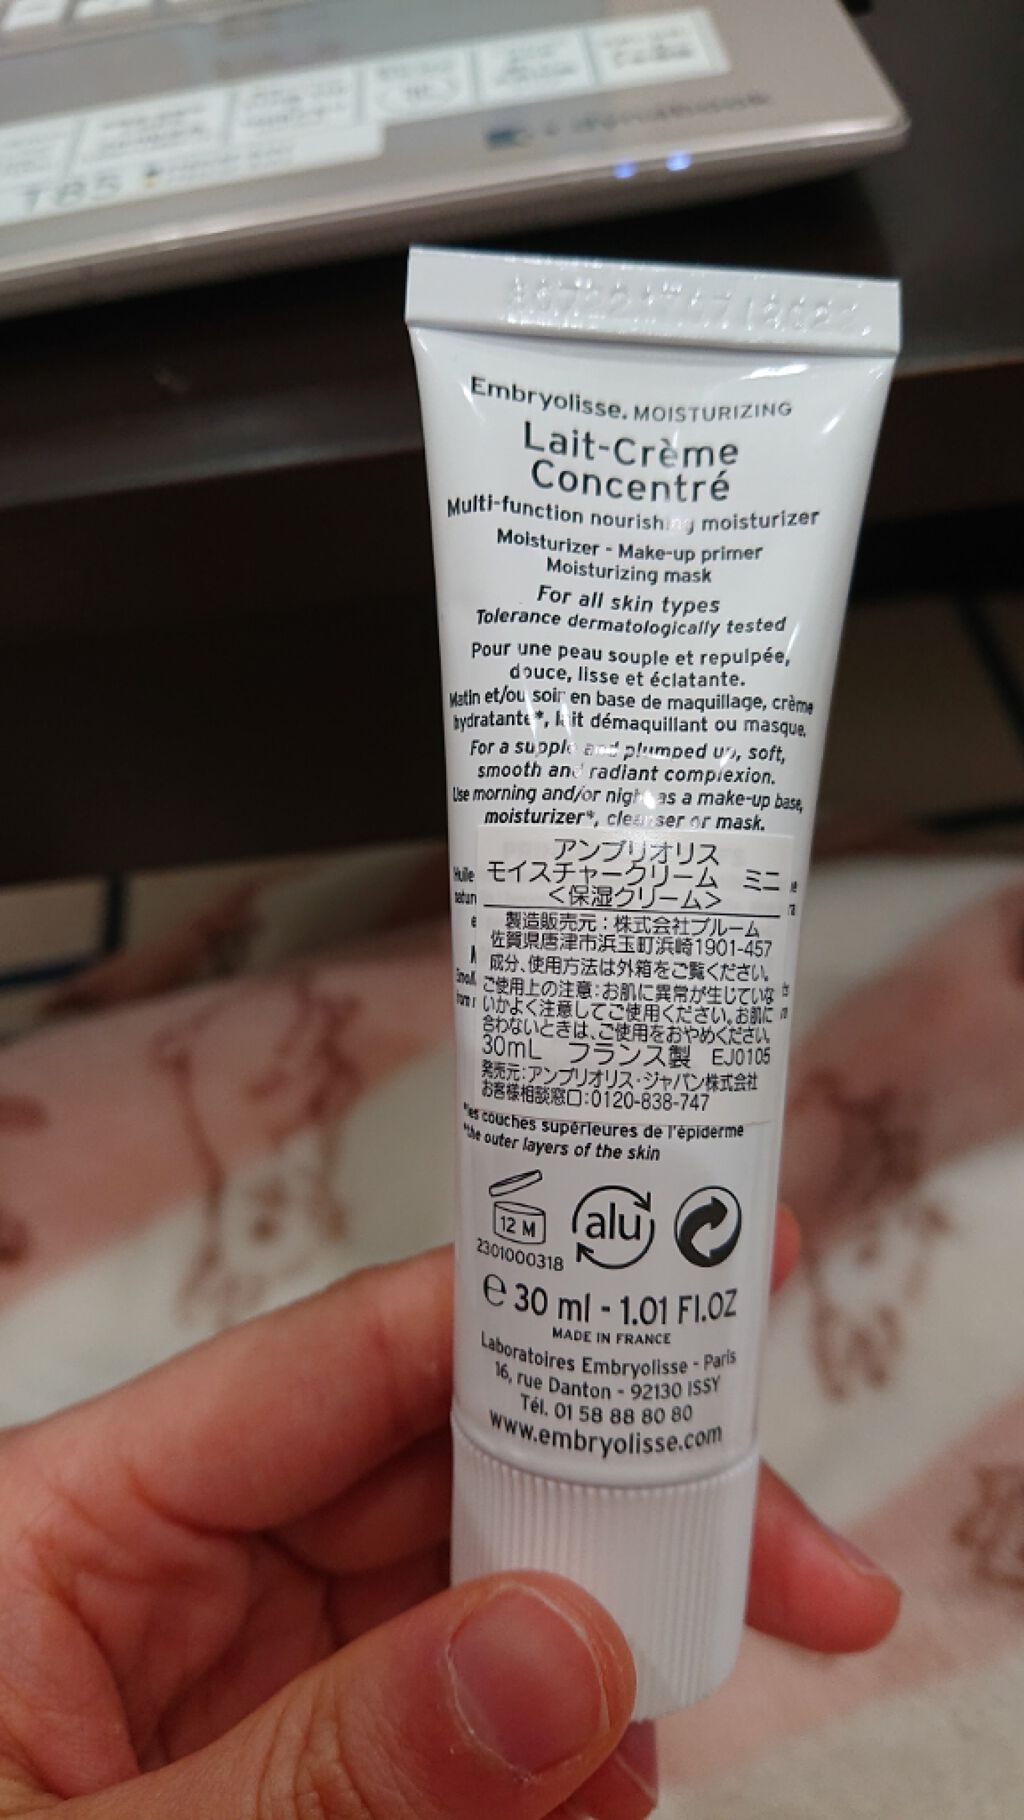 T85
dynabook
Embryolisse. MOISTURIZING
Lait-Crème
Concentré
Multi-function nourishing moisturizer
Moisturizer - Make-up primer
Moisturizing mask
For all skin types
Tolerance dermatologically tested
Pour une peau souple et repulpée,
douce, lisse et éclatante.
Matin et/ou soir en base de maquillage, crème
hydratante*, lait démaquillant ou masque.
For a supple and plumped up, soft,
smooth and radiant complexion.
Use morning and/or night as a make-up base,
moisturizer*, cleanser or mask.
アンブリオリス
モイスチャークリーム ミニ
<保湿クリーム>
製造販売元:株式会社プルーム
佐賀県唐津市浜玉町浜崎1901-457
成分、使用方法は外箱をご覧ください。
ご使用上の注意:お肌に異常が生じていな
いかよく注意してご使用ください。お肌に
合わないときは、ご使用をおやめください。
30mL フランス製 EJ0105
発売元:アンブリオリス・ジャパン株式会社
お客様相談窓口:0120-838-747
*les couches supérieures de l'épiderme
*the outer layers of the skin
12 M
alu
2301000318
e 30 ml - 1.01 Fl.OZ
MADE IN FRANCE
Laboratoires Embryolisse - Paris
16, rue Danton - 92130 ISSY
Tél. 01 58 88 80 80
www.embryolisse.com